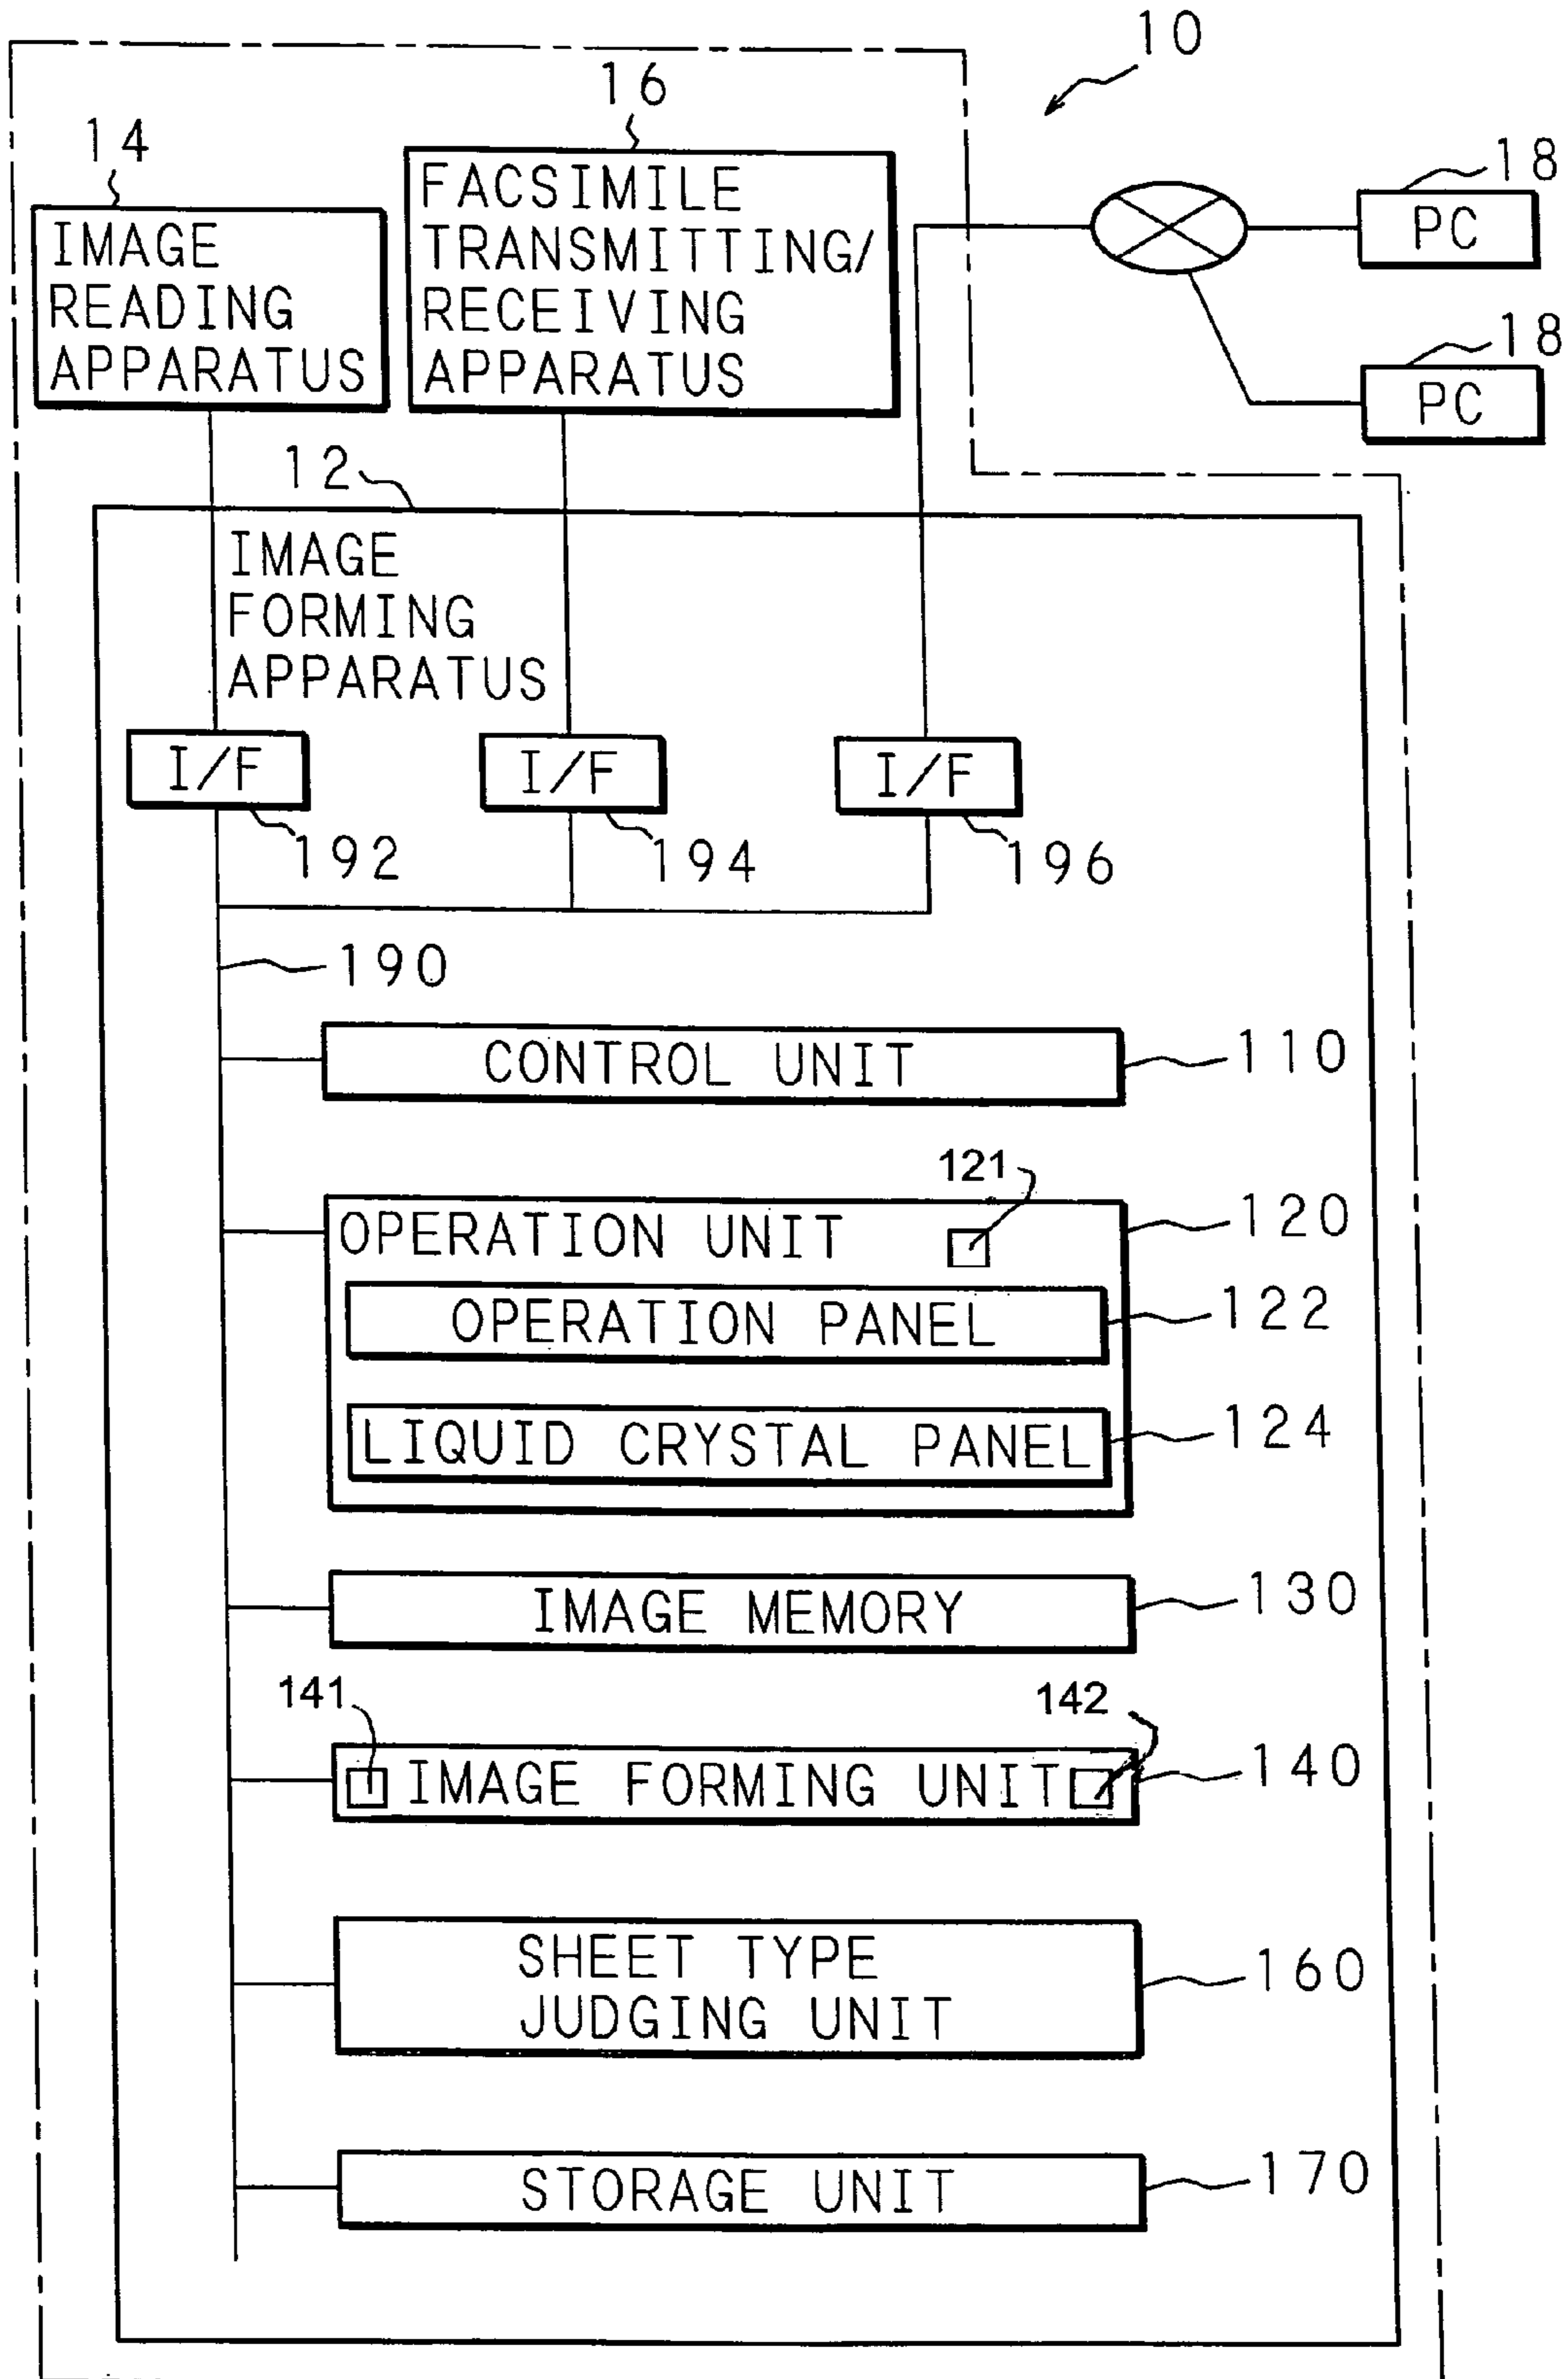 10
16
14
FACSIMILE
TRANSMITTING/
RECEIVING
APPARATUS
IMAGE
READING
APPARATUS
18
PC
18
PC
12
IMAGE
FORMING
APPARATUS
I/F
I/F
I/F
192
194
196
190
CONTROL UNIT
110
121
OPERATION UNIT
120
OPERATION PANEL
122
LIQUID CRYSTAL PANEL
124
IMAGE MEMORY
130
141
142
IMAGE FORMING UNIT
140
SHEET TYPE
JUDGING UNIT
160
STORAGE UNIT
170